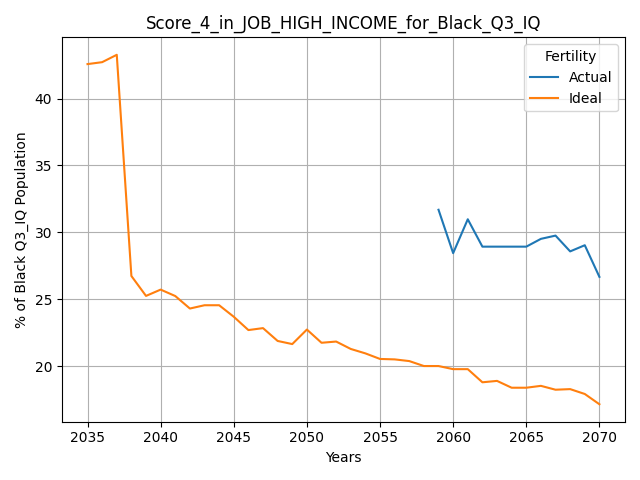 Score_4_in_JOB_HIGH_INCOME_for_Black_Q3_IQ
Fertility
Actual
Ideal
% of Black Q3_IQ Population
40
35
30
25
20
2035 2040 2045 2050 2055 2060 2065 2070
Years